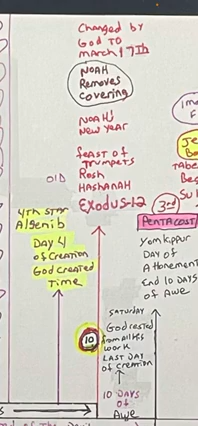 Changed by
God TO
March 17th
NOAH
Removes
Covering
NOAH'S
New Year
Feast of
Trumpets
Rosh
HASHANAH
Exodus-12
OlD
4TH STAR
Algenib
Day 4
of Creation
God Created
Time
3rd
PENTACOST
Yom Kippur
Day of
Atonement
End 10 Days
of Awe
SATURDAY
God rested
from all His
work
LAST DAY
of creation
10
10 DAYS
of
Awe